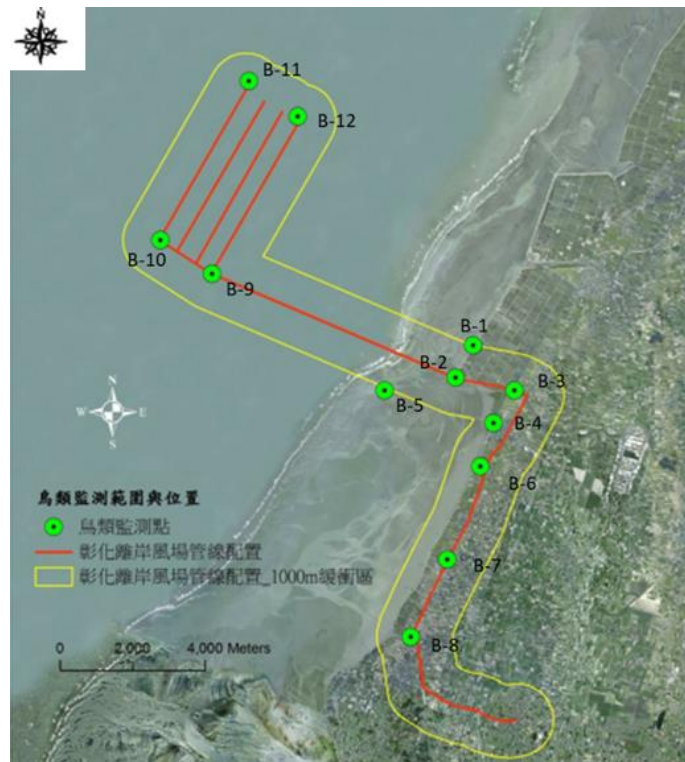 N
B-11
B-12
B-10
B-9
B-1
B-2
B-3
B-5
B-4
N
W
E
S
B-6
鳥類監測範圍與位置
鳥類監測點
彰化離岸風場管線配置
B-7
彰化離岸風場管線配置_1000m緩衝區
0
2,000
4,000 Meters
B-8